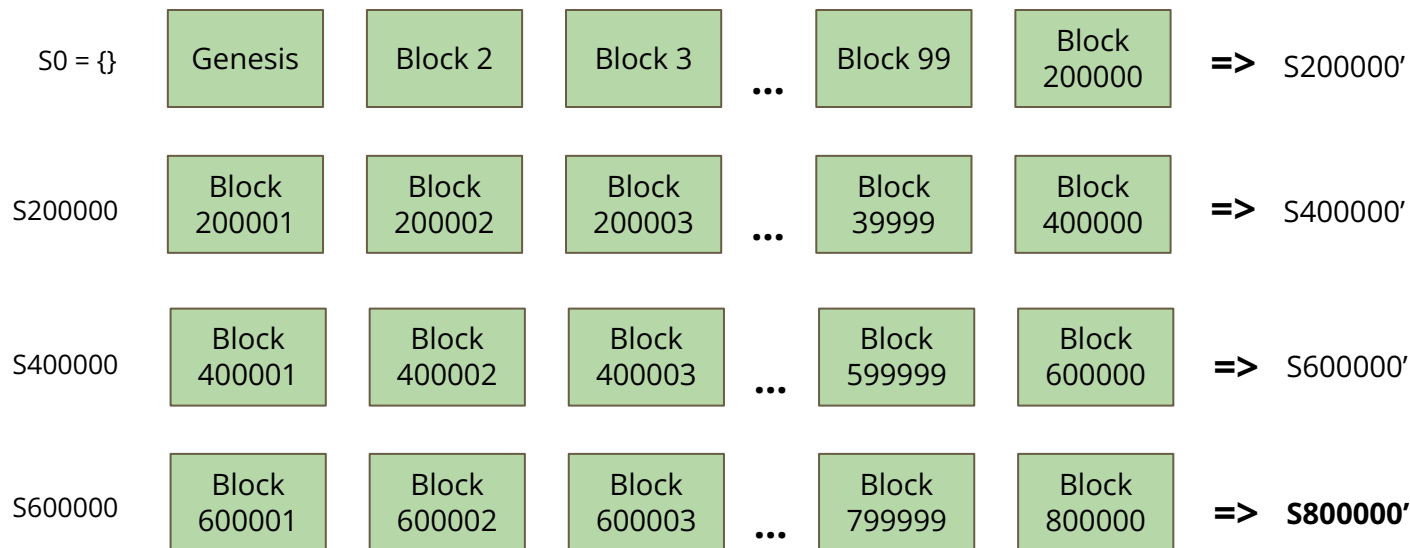 S0 = {} Genesis Block 2 Block 3 ... Block 99 Block 200000 => S200000’
S200000 Block 200001 Block 200002 Block 200003 ... Block 39999 Block 400000 => S400000’
S400000 Block 400001 Block 400002 Block 400003 ... Block 599999 Block 600000 => S600000’
S600000 Block 600001 Block 600002 Block 600003 ... Block 799999 Block 800000 => S800000’